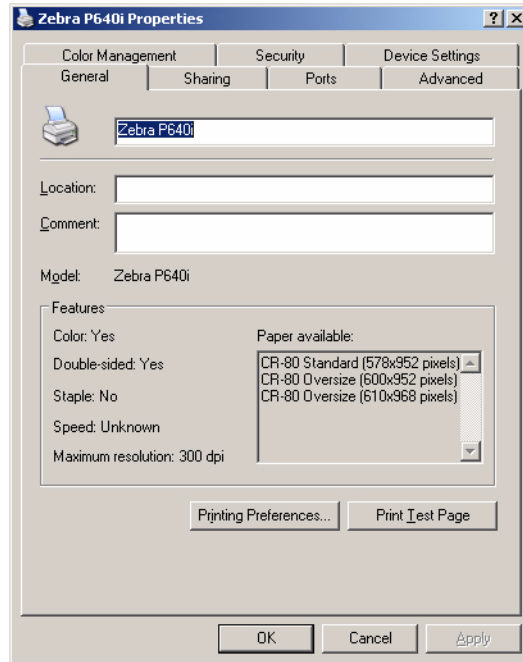 Zebra P640i Properties
? X
Color Management Security Device Settings
General Sharing Ports Advanced
Zebra P640i
Location:
Comment:
Model: Zebra P640i
Features
Color: Yes
Paper available:
Double-sided: Yes
CR-80 Standard (578x952 pixels)
CR-80 Oversize (600x952 pixels)
Staple: No
CR-80 Oversize (610x968 pixels)
Speed: Unknown
Maximum resolution: 300 dpi
Printing Preferences... Print Test Page
OK Cancel Apply